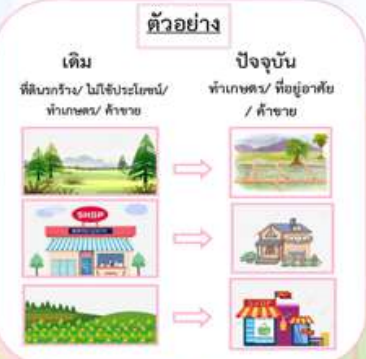 ตัวอย่าง
เดิม
ที่ดินรกร้าง/ ไม่ใช้ประโยชน์/
ทำเกษตร/ ค้าขาย
ปัจจุบัน
ทำเกษตร/ ที่อยู่อาศัย
/ ค้าขาย
SHOP
SHOP